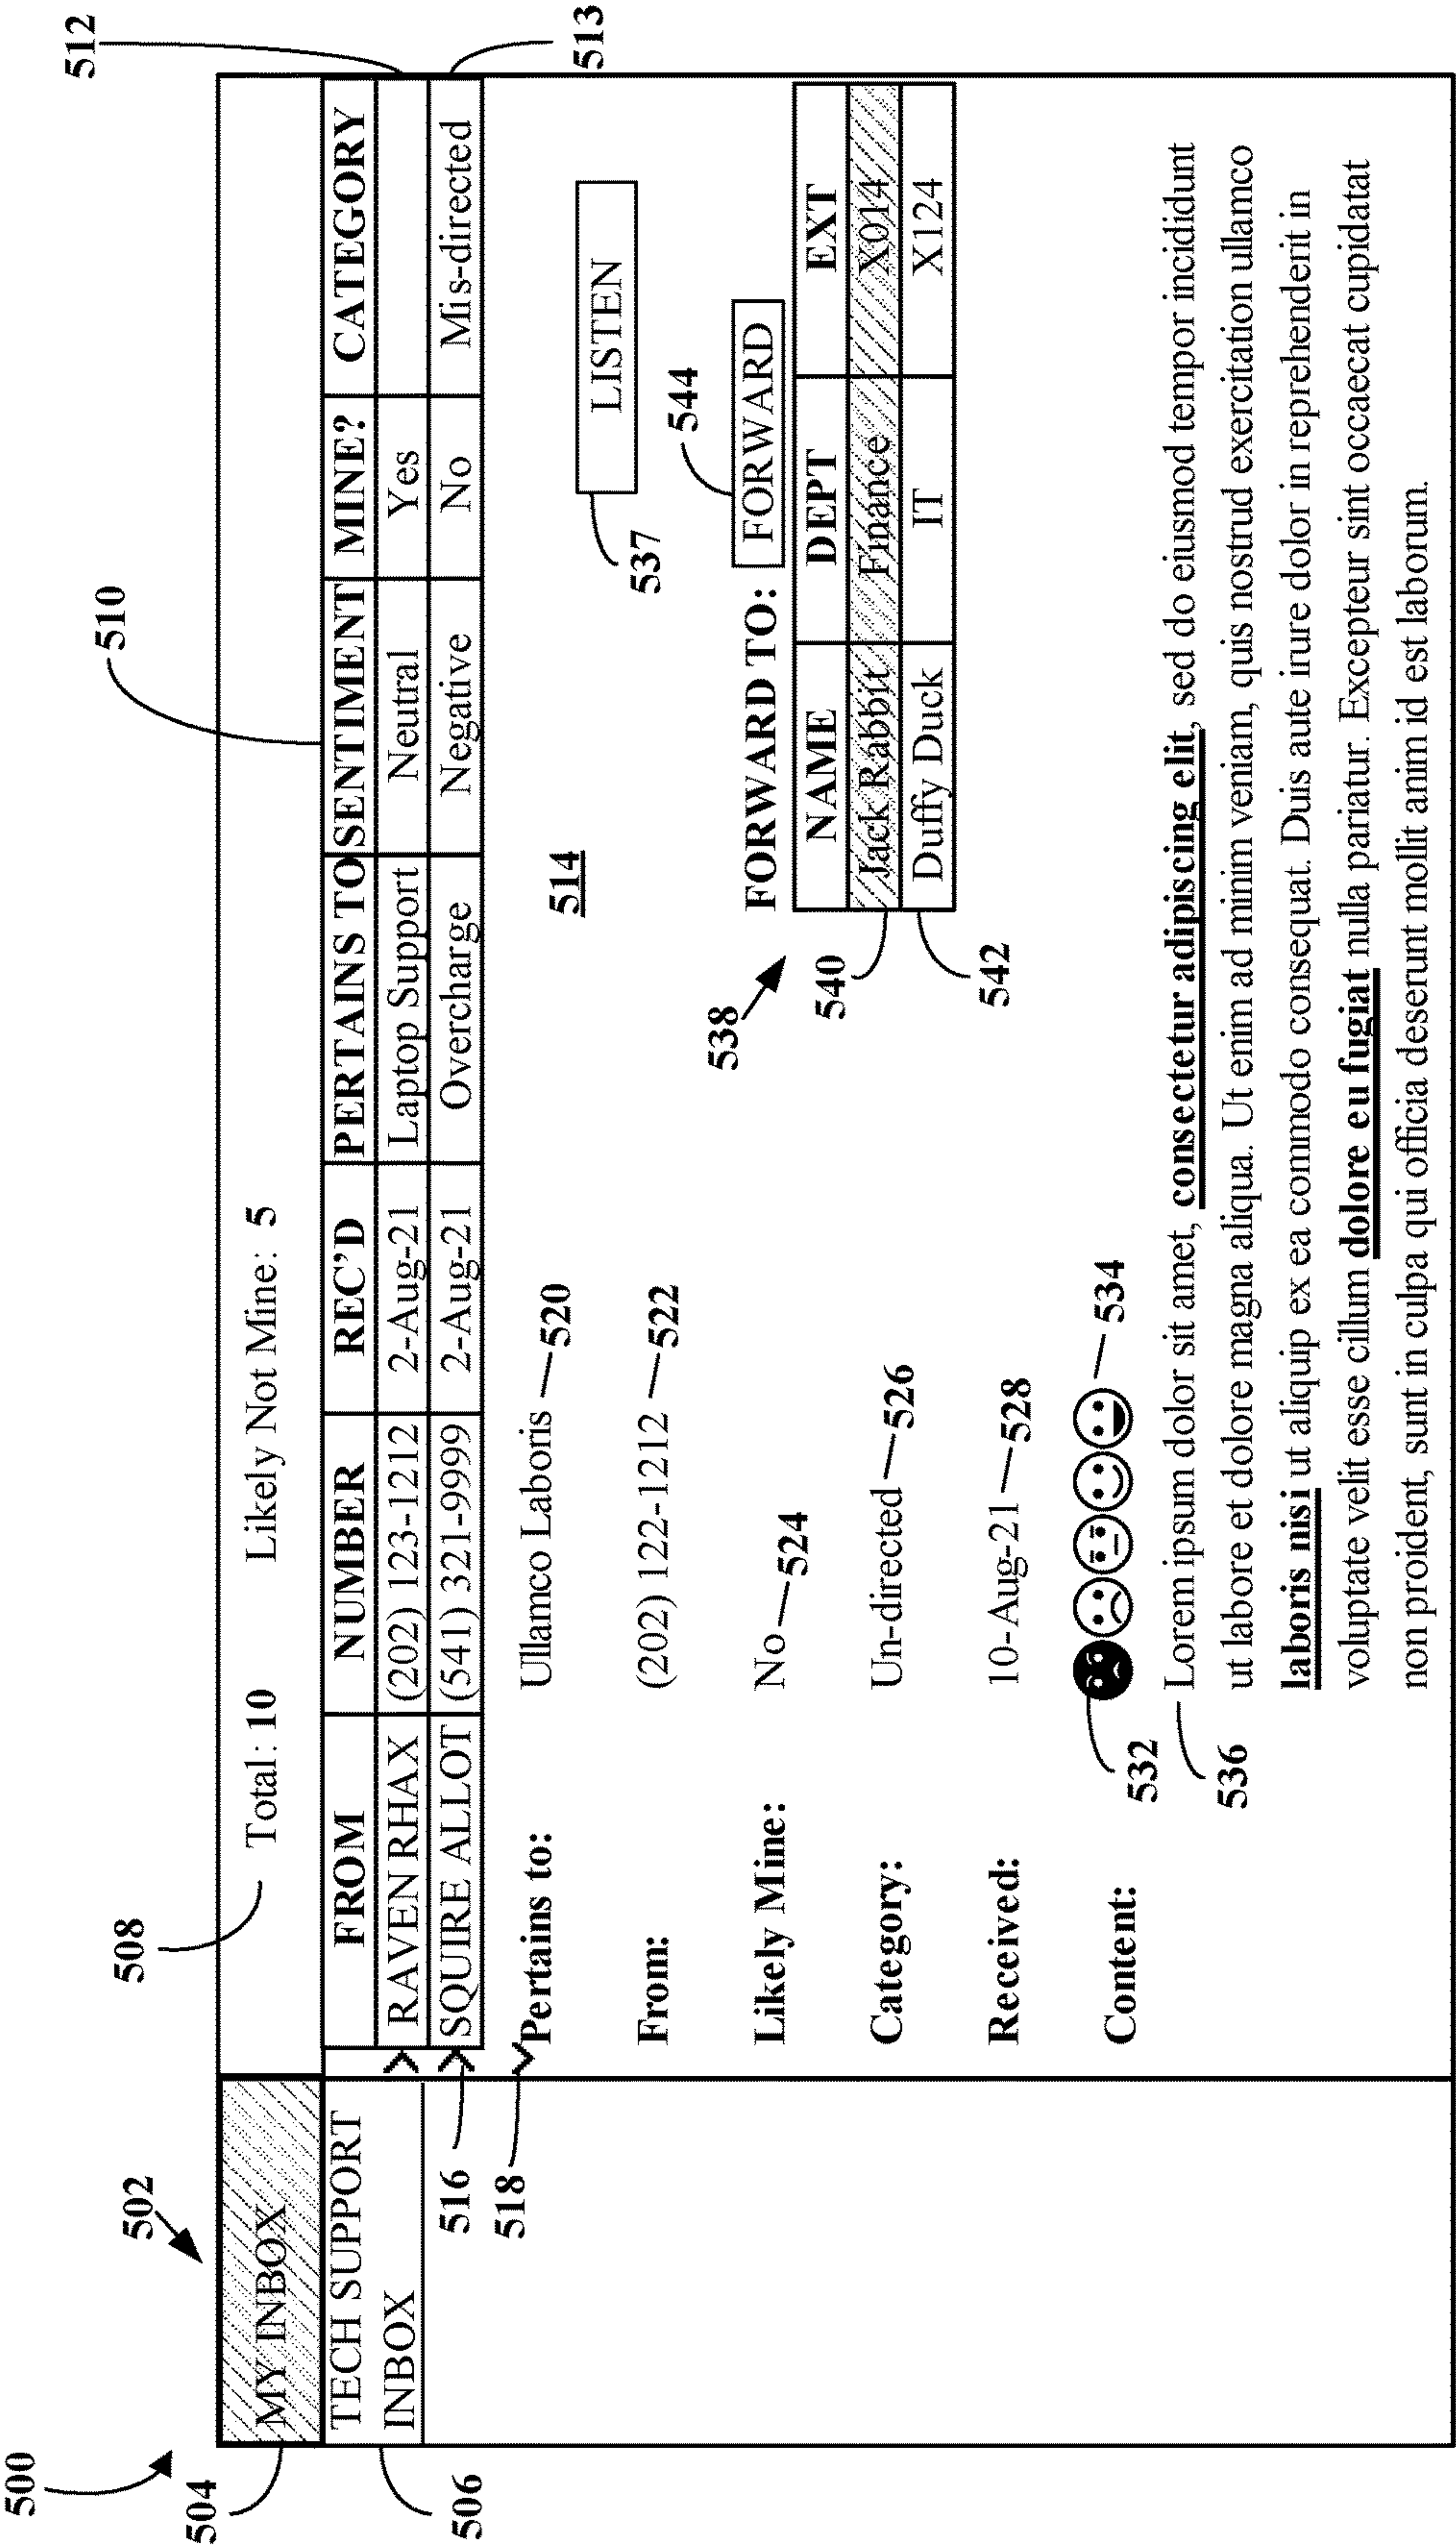 500
502
504
MY INBOX
506
TECH SUPPORT
INBOX
508
Total: 10 Likely Not Mine: 5
510
512
513
FROM NUMBER REC'D PERTAINS TO SENTIMENT MINE? CATEGORY
RAVEN RHAX (202) 123-1212 2-Aug-21 Laptop Support Neutral Yes
SQUIRE ALLOT (541) 321-9999 2-Aug-21 Overcharge Negative No Mis-directed
516
518
514
Pertains to: Ullamco Laboris 520
From: (202) 122-1212 522
Likely Mine: No 524
Category: Un-directed 526
Received: 10-Aug-21 528
537
LISTEN
544
FORWARD TO: FORWARD
538
NAME DEPT EXT
540
Jack Rabbit Finance X014
542
Duffy Duck IT X124
Content:
532
534
536
Lorem ipsum dolor sit amet, consectetur adipiscing elit, sed do eiusmod tempor incididunt
ut labore et dolore magna aliqua. Ut enim ad minim veniam, quis nostrud exercitation ullamco
laboris nisi ut aliquip ex ea commodo consequat. Duis aute irure dolor in reprehenderit in
voluptate velit esse cillum dolore eu fugiat nulla pariatur. Excepteur sint occaecat cupidatat
non proident, sunt in culpa qui officia deserunt mollit anim id est laborum.